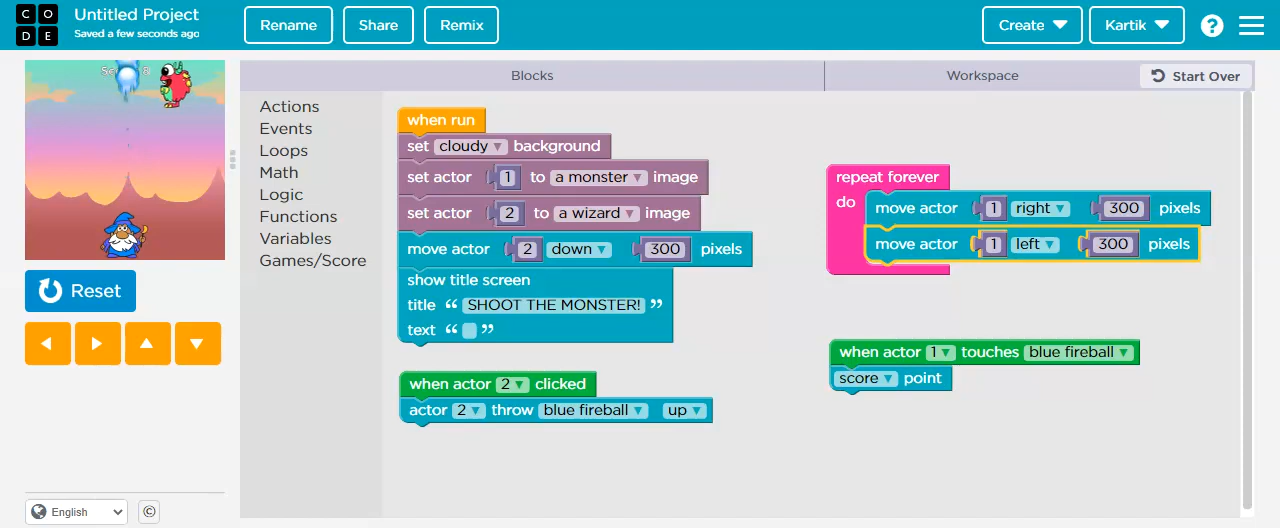 CO
DE
Untitled Project
Saved a few seconds ago
Rename
Share
Remix
Create
Kartik
?
Blocks
Workspace
Start Over
Reset
English
©
Actions
Events
Loops
Math
Logic
Functions
Variables
Games/Score
when run
set cloudy background
set actor 1 to a monster image
set actor 2 to a wizard image
move actor 2 down 300 pixels
show title screen
title “ SHOOT THE MONSTER! ”
text “ ”
when actor 2 clicked
actor 2 throw blue fireball up
repeat forever
do move actor 1 right 300 pixels
move actor 1 left 300 pixels
when actor 1 touches blue fireball
score point